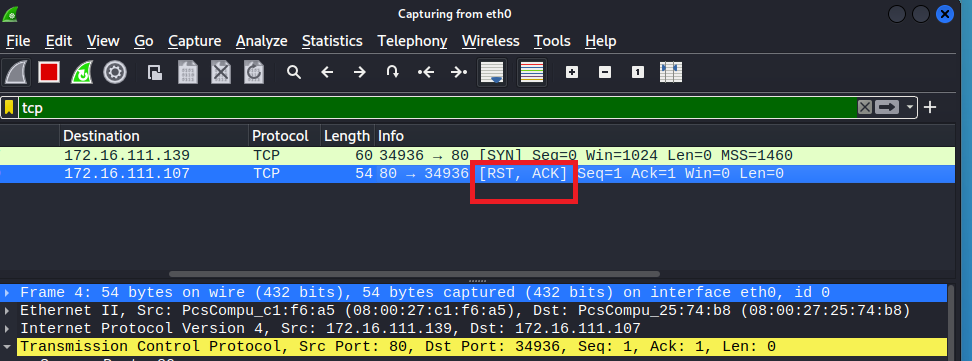 Capturing from eth0
File Edit View Go Capture Analyze Statistics Telephony Wireless Tools Help
tcp
Destination Protocol Length Info
172.16.111.139 TCP 60 34936 → 80 [SYN] Seq=0 Win=1024 Len=0 MSS=1460
172.16.111.107 TCP 54 80 → 34936 [RST, ACK] Seq=1 Ack=1 Win=0 Len=0
Frame 4: 54 bytes on wire (432 bits), 54 bytes captured (432 bits) on interface eth0, id 0
Ethernet II, Src: PcsCompu_c1:f6:a5 (08:00:27:c1:f6:a5), Dst: PcsCompu_25:74:b8 (08:00:27:25:74:b8)
Internet Protocol Version 4, Src: 172.16.111.139, Dst: 172.16.111.107
Transmission Control Protocol, Src Port: 80, Dst Port: 34936, Seq: 1, Ack: 1, Len: 0